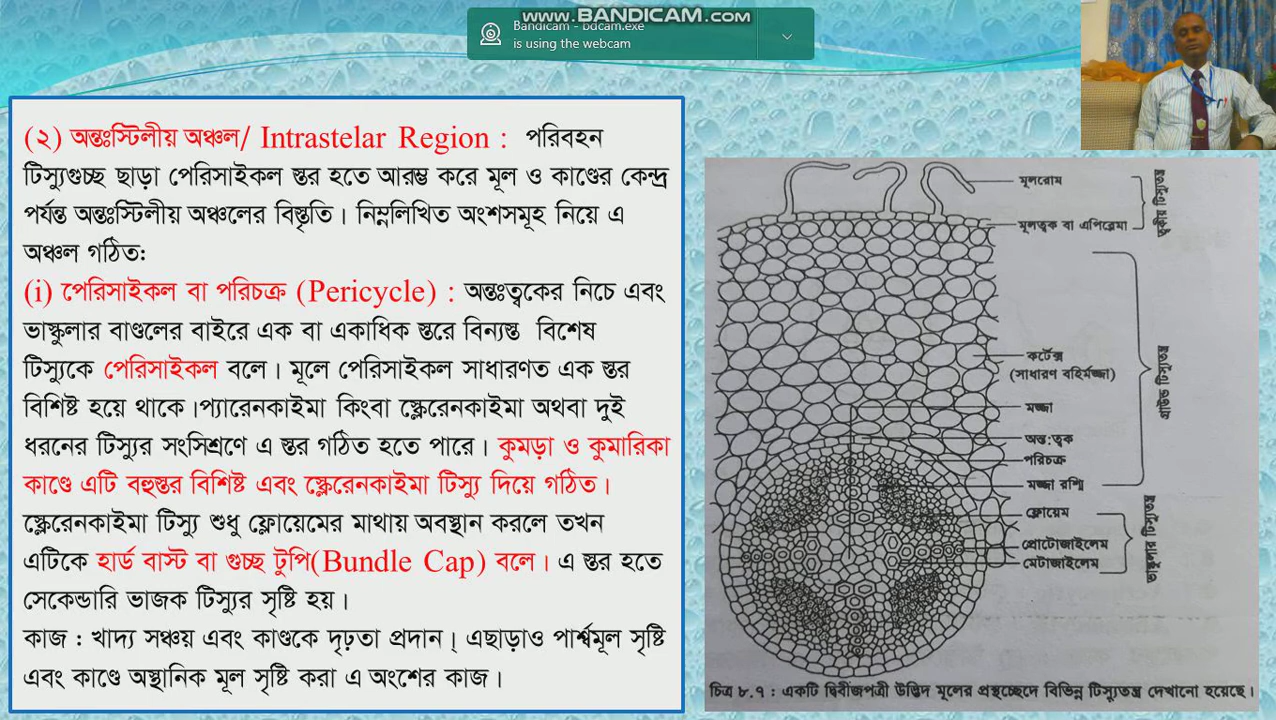 WWW.BANDICAM.COM
Bandicam - bdcam.exe
is using the webcam
(২) অন্তঃস্টিলীয় অঞ্চল/ Intrastelar Region : পরিবহন
টিস্যুগুচ্ছ ছাড়া পেরিসাইকল স্তর হতে আরম্ভ করে মূল ও কাণ্ডের কেন্দ্র
পর্যন্ত অন্তঃস্টিলীয় অঞ্চলের বিস্তৃতি। নিম্নলিখিত অংশসমূহ নিয়ে এ
অঞ্চল গঠিত:
(i) পেরিসাইকল বা পরিচক্র (Pericycle) : অন্তঃত্বকের নিচে এবং
ভাস্কুলার বাণ্ডলের বাইরে এক বা একাধিক স্তরে বিন্যস্ত বিশেষ
টিস্যুকে পেরিসাইকল বলে। মূলে পেরিসাইকল সাধারণত এক স্তর
বিশিষ্ট হয়ে থাকে।প্যারেনকাইমা কিংবা স্ক্লেরেনকাইমা অথবা দুই
ধরনের টিস্যুর সংসিশ্রণে এ স্তর গঠিত হতে পারে। কুমড়া ও কুমারিকা
কাণ্ডে এটি বহুস্তর বিশিষ্ট এবং স্ক্লেরেনকাইমা টিস্যু দিয়ে গঠিত।
স্ক্লেরেনকাইমা টিস্যু শুধু ফ্লোয়েমের মাথায় অবস্থান করলে তখন
এটিকে হার্ড বাস্ট বা গুচ্ছ টুপি(Bundle Cap) বলে। এ স্তর হতে
সেকেন্ডারি ভাজক টিস্যুর সৃষ্টি হয়।
কাজ : খাদ্য সঞ্চয় এবং কাণ্ডকে দৃঢ়তা প্রদান্। এছাড়াও পার্শ্বমূল সৃষ্টি
এবং কাণ্ডে অস্থানিক মূল সৃষ্টি করা এ অংশের কাজ।
মূলরোম
মূলত্বক বা এপিব্লেমা
ত্বকীয় টিস্যুতন্ত্র
কর্টেক্স
(সাধারণ বহির্মজ্জা)
মজ্জা
অন্ত:ত্বক
পরিচক্র
মজ্জা রশ্মি
গ্রাউন্ড টিস্যুতন্ত্র
ফ্লোয়েম
প্রোটোজাইলেম
মেটাজাইলেম
ভাস্কুলার টিস্যুতন্ত্র
চিত্র ৮.৭ : একটি দ্বিবীজপত্রী উদ্ভিদ মূলের প্রস্থচ্ছেদে বিভিন্ন টিস্যুতন্ত্র দেখানো হয়েছে।